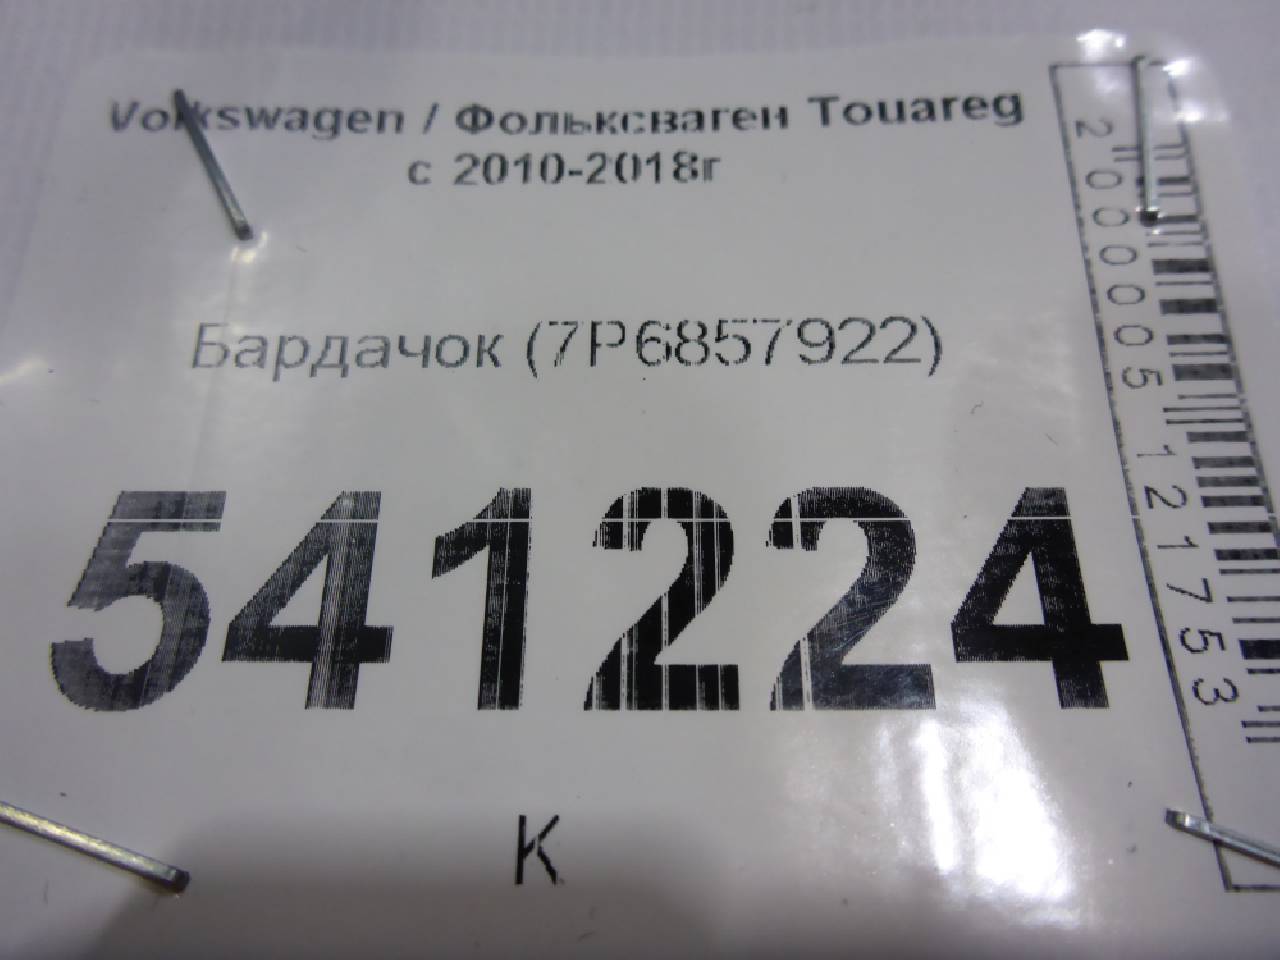 Volkswagen / Фольксваген Touareg
с 2010-2018г
Бардачок (7P6857922)
541224
К
2000005121753